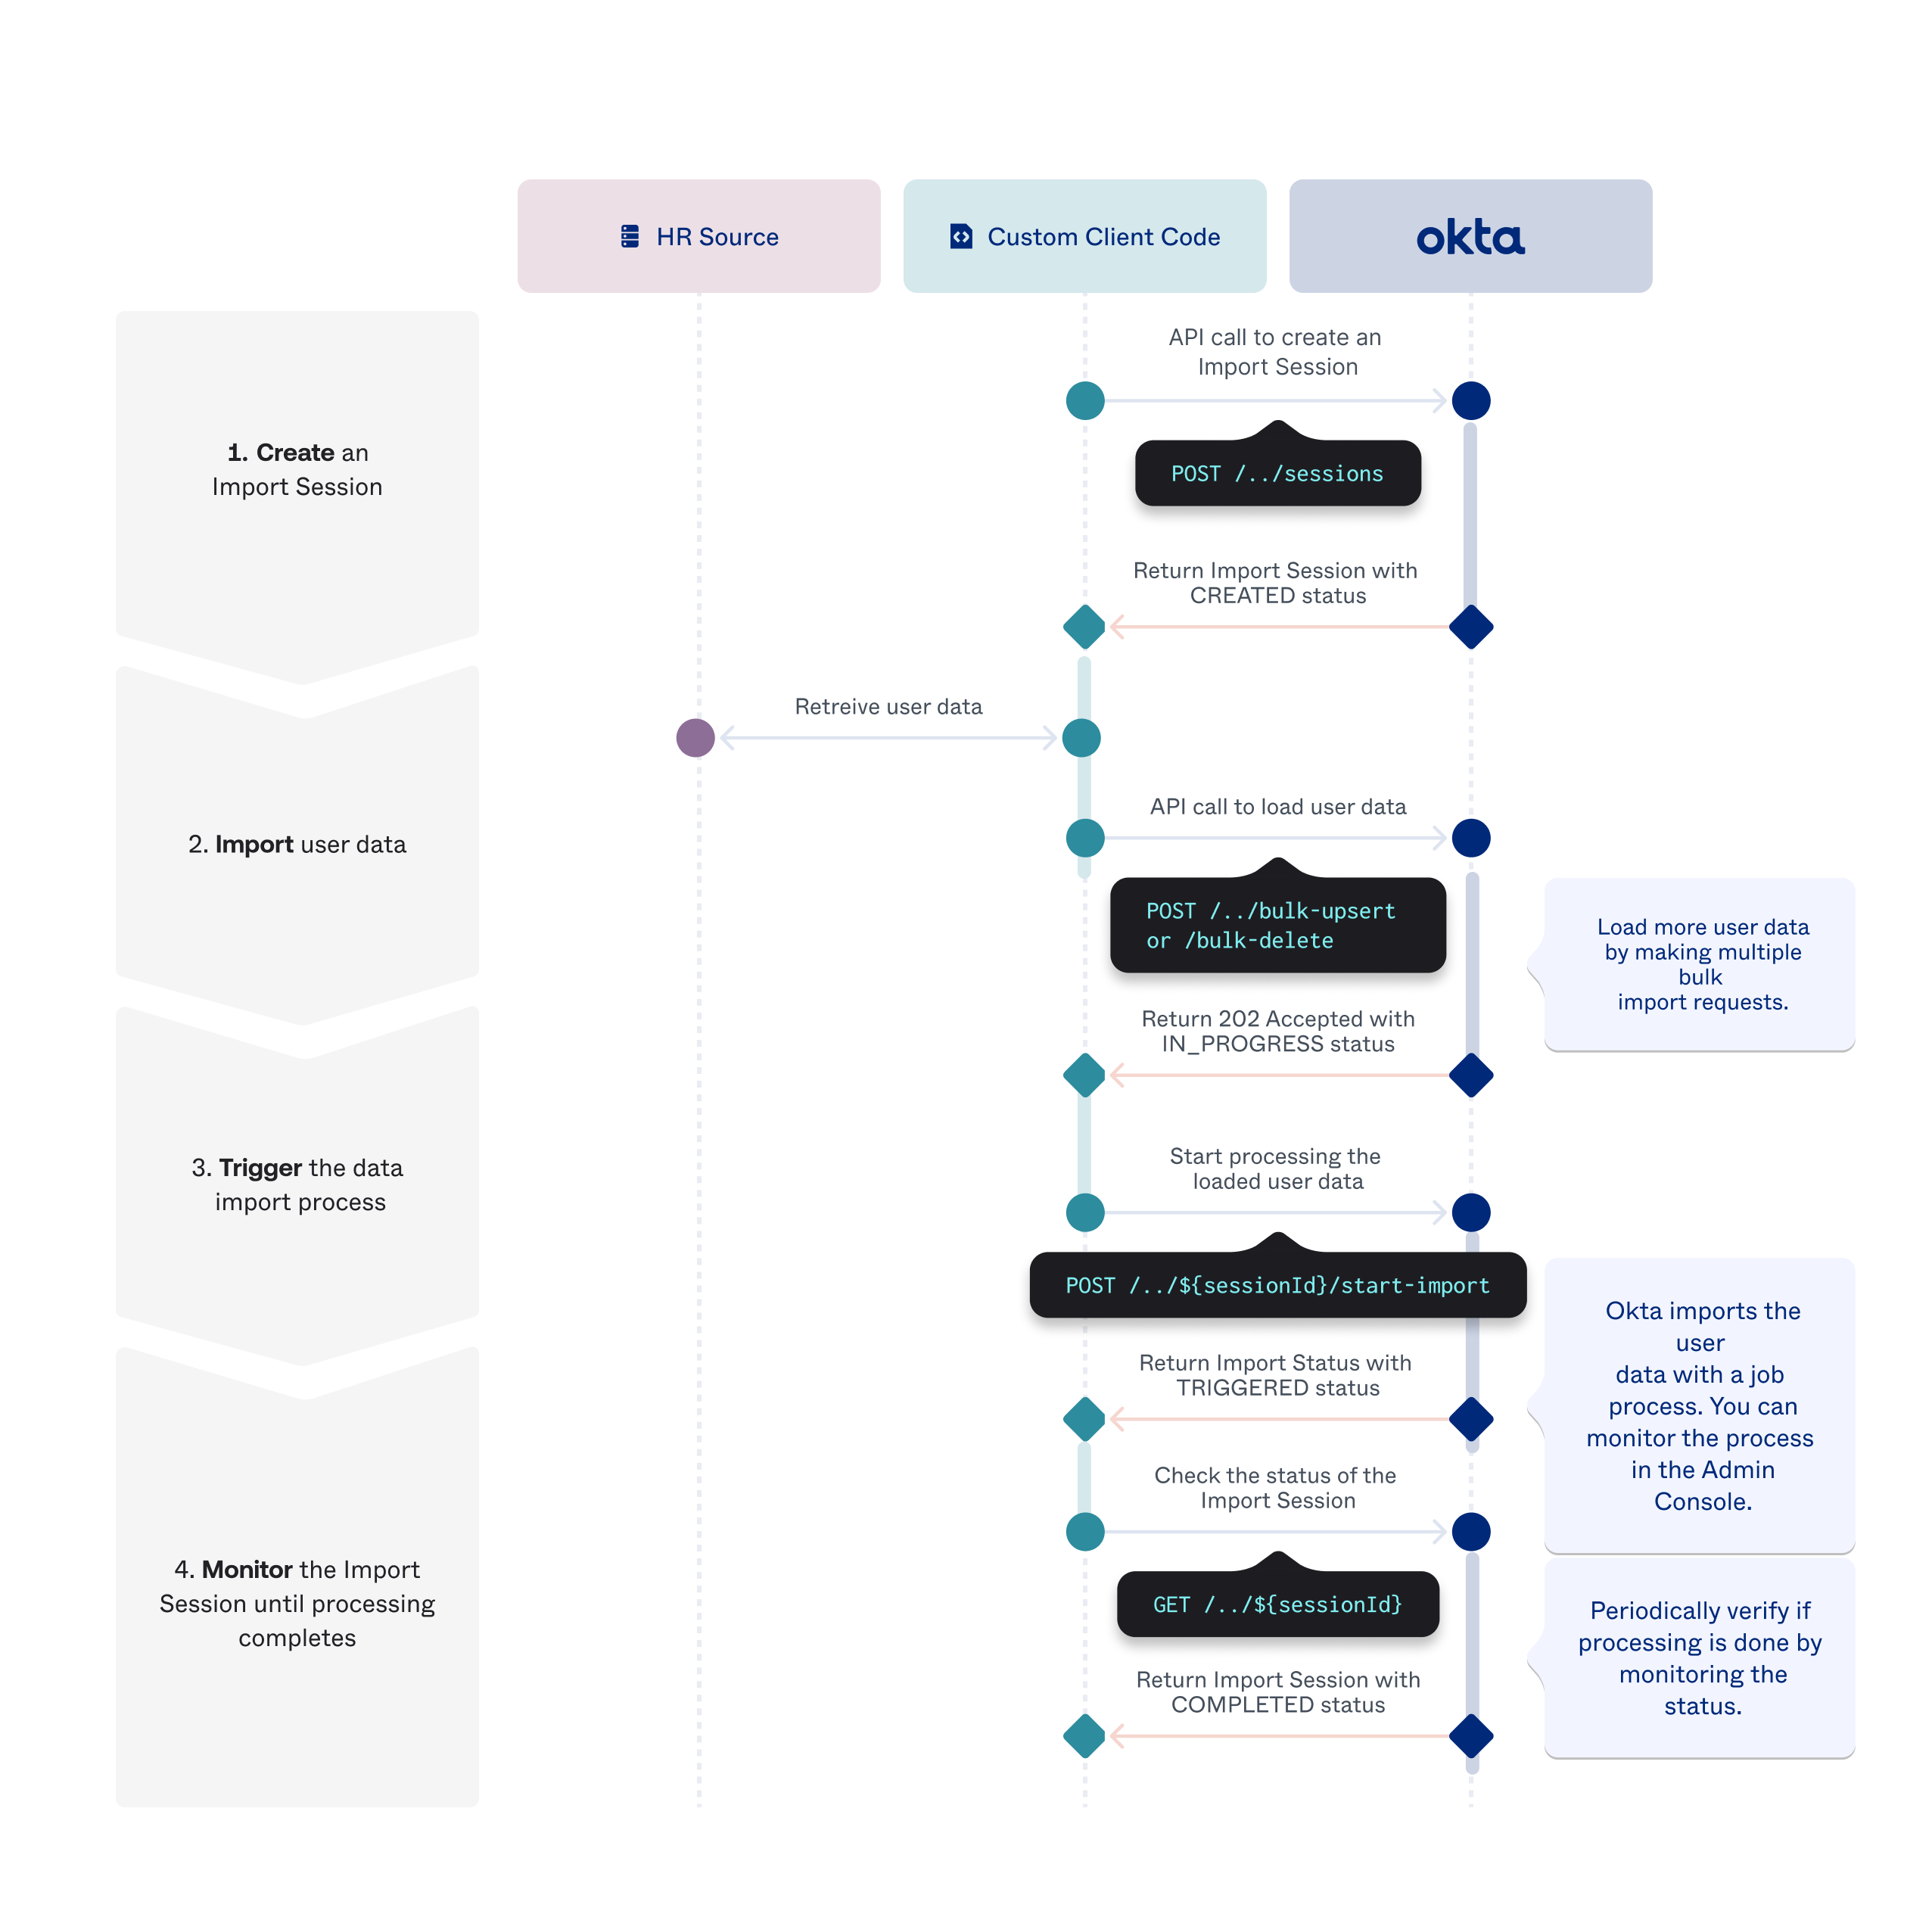 HR Source
Custom Client Code
okta
1. Create an
Import Session
API call to create an
Import Session
POST /../sessions
Return Import Session with
CREATED status
2. Import user data
Retreive user data
API call to load user data
POST /../bulk-upsert
or /bulk-delete
Load more user data
by making multiple
bulk
import requests.
Return 202 Accepted with
IN_PROGRESS status
3. Trigger the data
import process
Start processing the
loaded user data
POST /../${sessionId}/start-import
Okta imports the
user
data with a job
process. You can
monitor the process
in the Admin
Console.
Return Import Status with
TRIGGERED status
4. Monitor the Import
Session until processing
completes
Check the status of the
Import Session
GET /../${sessionId}
Periodically verify if
processing is done by
monitoring the
status.
Return Import Session with
COMPLETED status